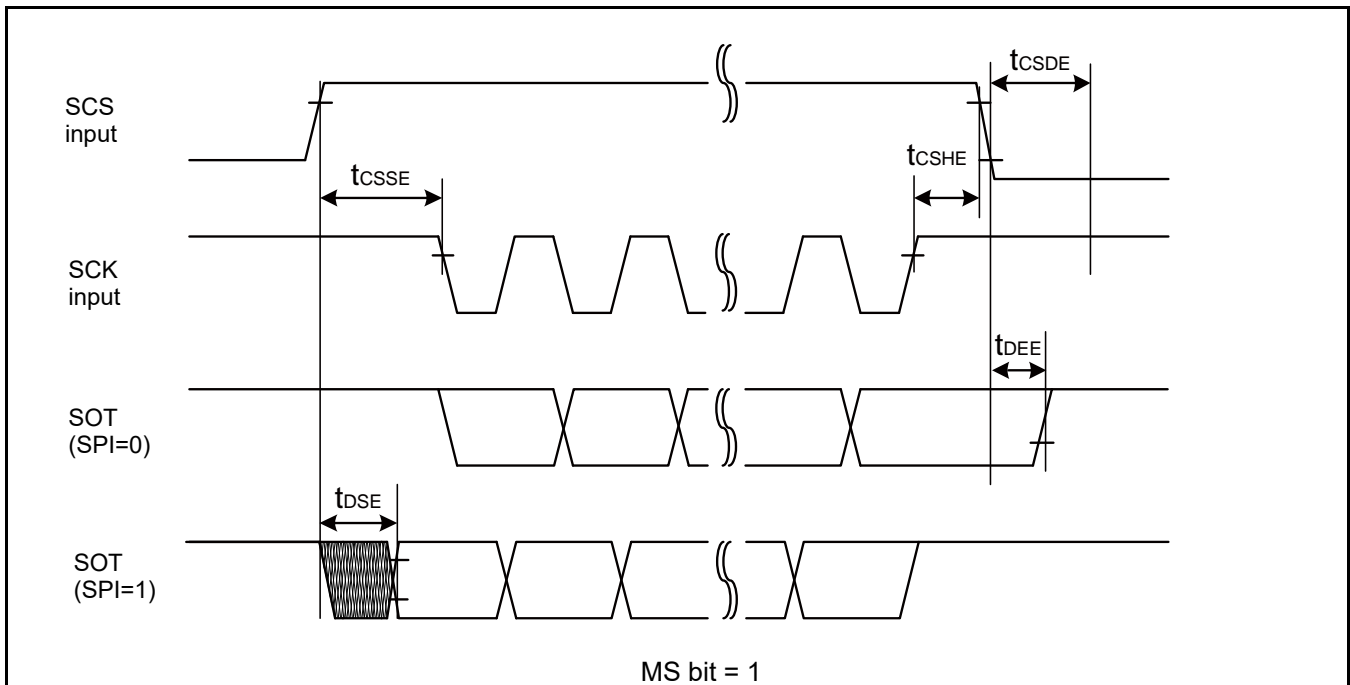 tCSDE
SCS
input
tCSHE
tCSSE
SCK
input
tDEE
SOT
(SPI=0)
tDSE
SOT
(SPI=1)
MS bit = 1